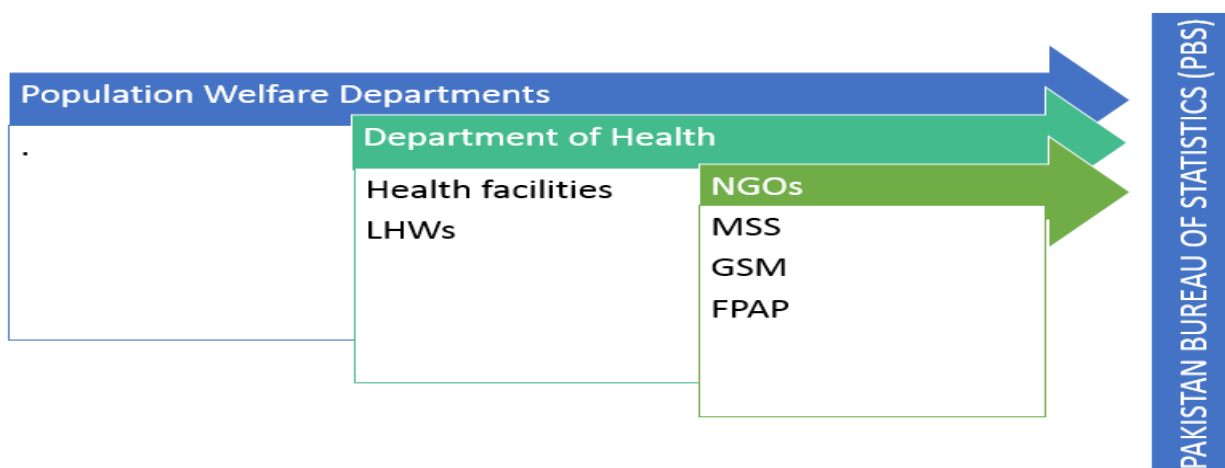 Population Welfare Departments
.
Department of Health
Health facilities
LHWs
NGOs
MSS
GSM
FPAP
PAKISTAN BUREAU OF STATISTICS (PBS)